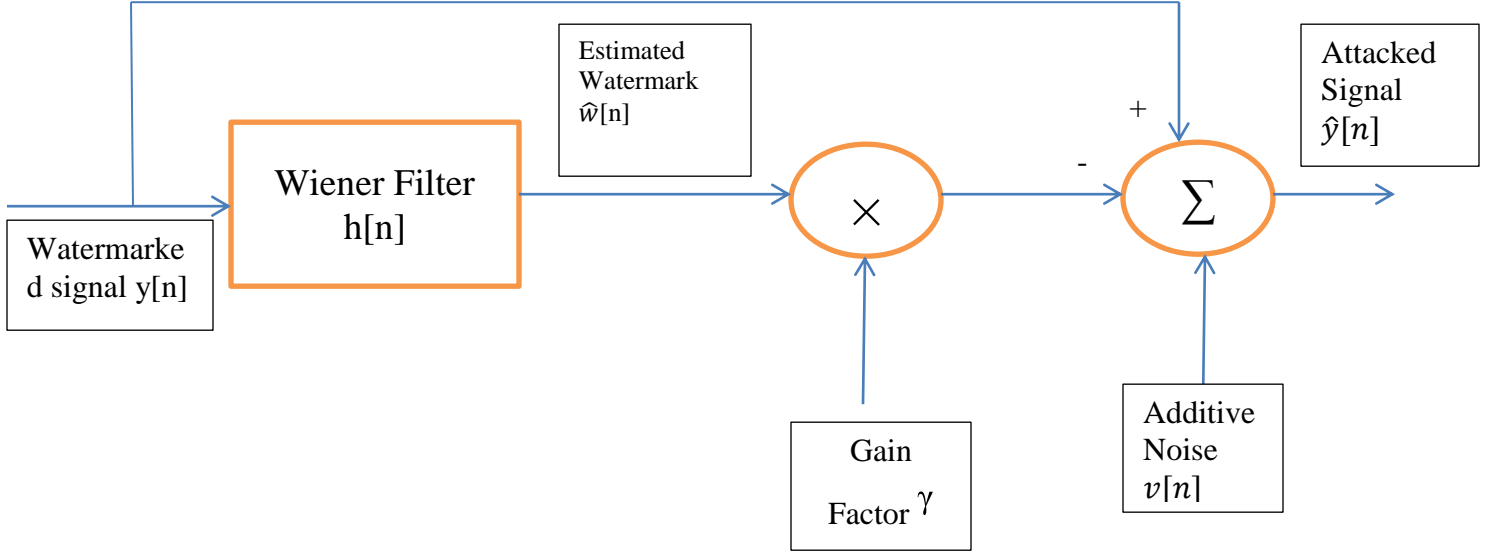 Estimated
Watermark
ŵ[n]
Attacked
Signal
ŷ[n]
+
-
Wiener Filter
h[n]
×
∑
Watermarke
d signal y[n]
Gain
Factor γ
Additive
Noise
v[n]